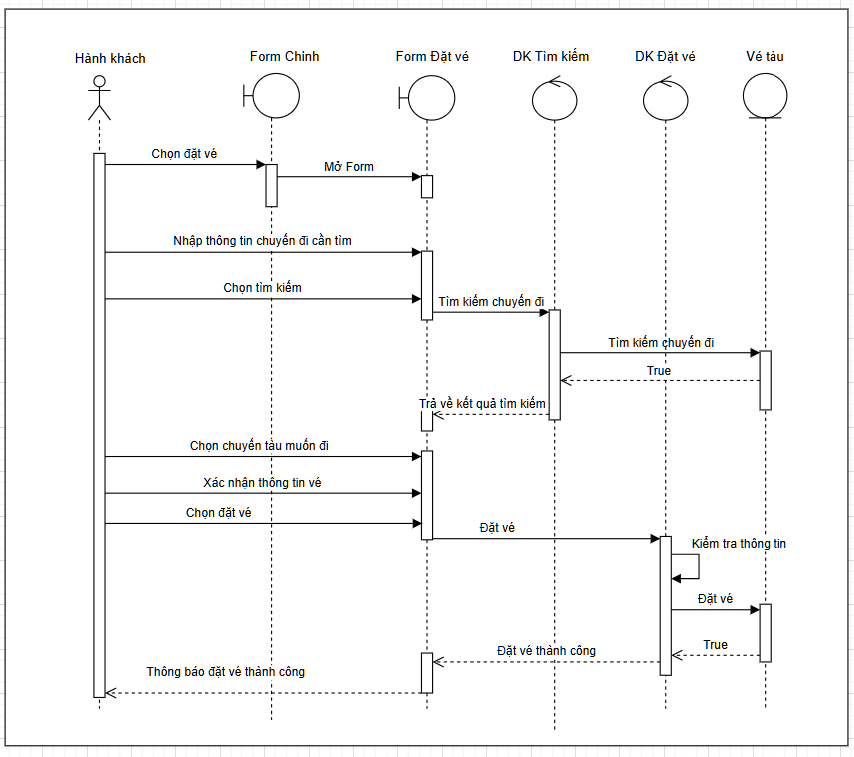 Hành khách
Form Chinh
Form Đặt vé
DK Tìm kiếm
DK Đặt vé
Vé tàu
Chọn đặt vé
Mở Form
Nhập thông tin chuyến đi cần tìm
Chọn tìm kiếm
Tìm kiếm chuyến đi
Tìm kiếm chuyến đi
True
Trả về kết quả tìm kiếm
Chọn chuyến tàu muốn đi
Xác nhận thông tin vé
Chọn đặt vé
Đặt vé
Kiểm tra thông tin
Đặt vé
True
Đặt vé thành công
Thông báo đặt vé thành công